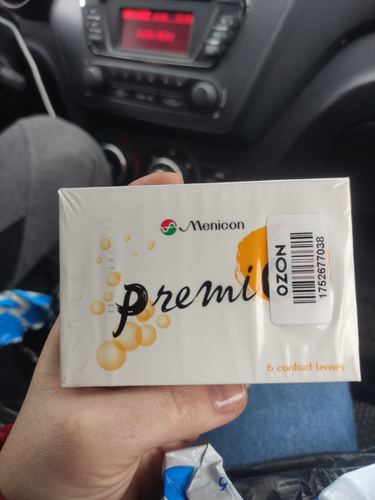 Menicon
Premi
OZON
1752677038
6 contact lenses